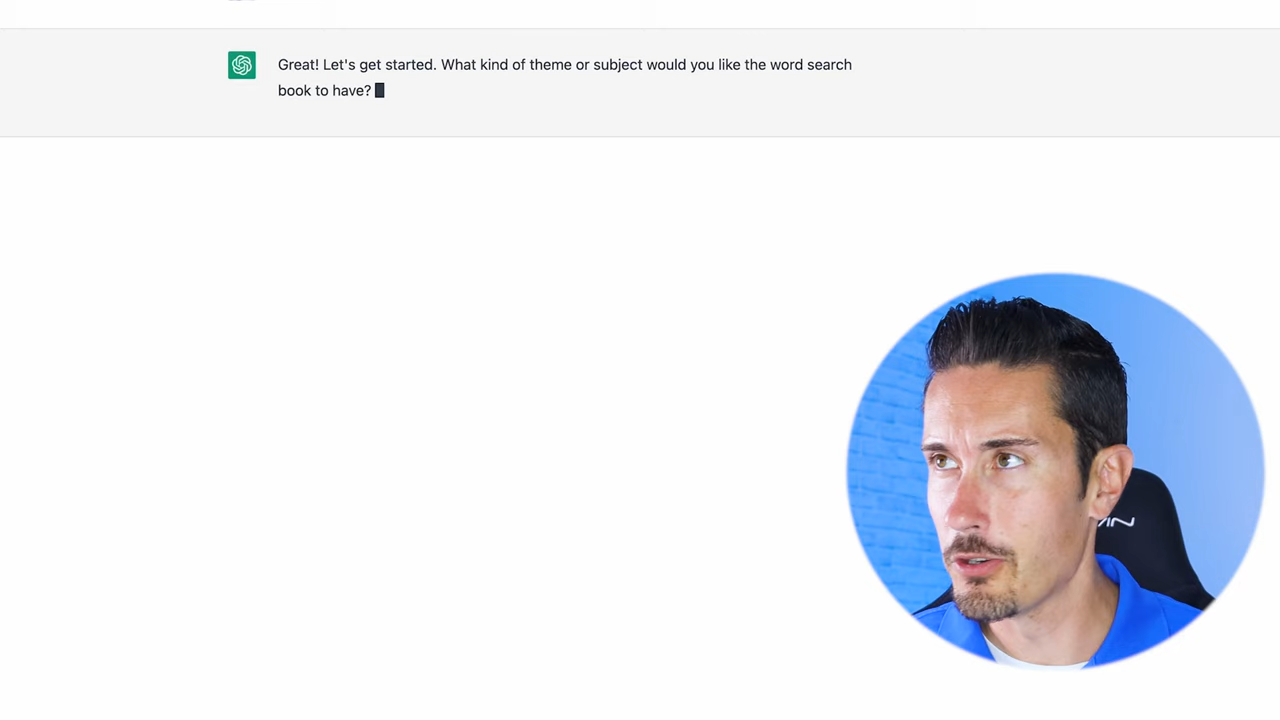 Great! Let's get started. What kind of theme or subject would you like the word search
book to have?